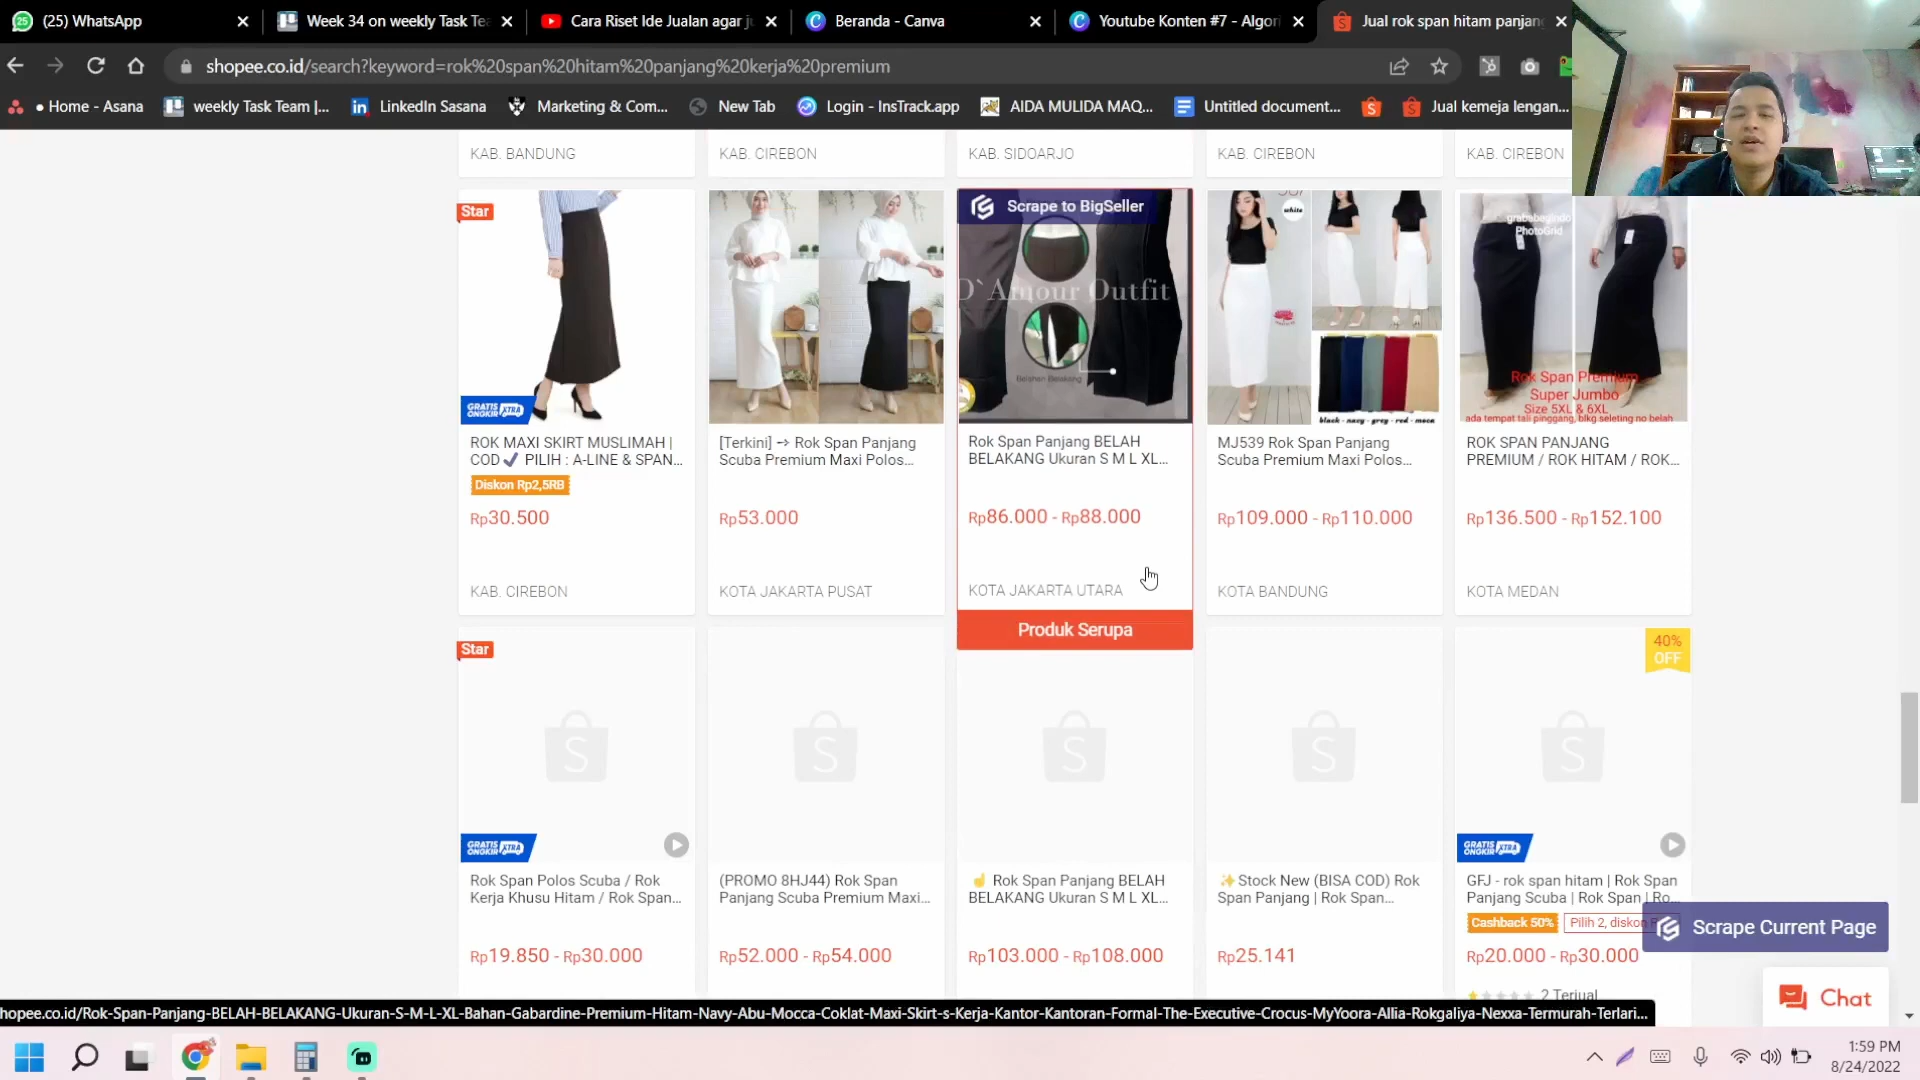 (25) WhatsApp
Week 34 on weekly Task Te
Cara Riset Ide Jualan agar ju
Beranda - Canva
Youtube Konten #7 - Algori
Jual rok span hitam panjang
shopee.co.id/search?keyword=rok%20span%20hitam%20panjang%20kerja%20premium
• Home - Asana
weekly Task Team |...
LinkedIn Sasana
Marketing & Com...
New Tab
Login - InsTrack.app
AIDA MULIDA MAQ...
Untitled document...
Jual kemeja lengan...
KAB. BANDUNG
KAB. CIREBON
KAB. SIDOARJO
KAB. CIREBON
KAB. CIREBON
Star
GRATIS ONGKIR XTRA
ROK MAXI SKIRT MUSLIMAH |
COD✔ PILIH : A-LINE & SPAN...
Diskon Rp2,5RB
Rp30.500
KAB. CIREBON
[Terkini] ➺ Rok Span Panjang
Scuba Premium Maxi Polos...
Rp53.000
KOTA JAKARTA PUSAT
Scrape to BigSeller
D`Amour Outfit
Belahan Belakang
Rok Span Panjang BELAH
BELAKANG Ukuran S M L XL...
Rp86.000 - Rp88.000
KOTA JAKARTA UTARA
Produk Serupa
white
black - navy - grey - red - moca
MJ539 Rok Span Panjang
Scuba Premium Maxi Polos...
Rp109.000 - Rp110.000
KOTA BANDUNG
PhotoGrid
Rok Span Premium
Super Jumbo
Size 5XL & 6XL
ada tempat tali pinggang, blkg seleting no belah
ROK SPAN PANJANG
PREMIUM / ROK HITAM / ROK...
Rp136.500 - Rp152.100
KOTA MEDAN
Star
GRATIS ONGKIR XTRA
Rok Span Polos Scuba / Rok
Kerja Khusu Hitam / Rok Span...
Rp19.850 - Rp30.000
(PROMO 8HJ44) Rok Span
Panjang Scuba Premium Maxi...
Rp52.000 - Rp54.000
☝ Rok Span Panjang BELAH
BELAKANG Ukuran S M L XL...
Rp103.000 - Rp108.000
✨Stock New (BISA COD) Rok
Span Panjang | Rok Span...
Rp25.141
40%
OFF
GRATIS ONGKIR XTRA
GFJ - rok span hitam | Rok Span
Panjang Scuba | Rok Span | Ro...
Cashback 50%
Pilih 2, diskon
Rp20.000 - Rp30.000
2 Terjual
Scrape Current Page
Chat
hopee.co.id/Rok-Span-Panjang-BELAH-BELAKANG-Ukuran-S-M-L-XL-Bahan-Gabardine-Premium-Hitam-Navy-Abu-Mocca-Coklat-Maxi-Skirt-s-Kerja-Kantor-Kantoran-Formal-The-Executive-Crocus-MyYoora-Allia-Rokgaliya-Nexxa-Termurah-Terlari...
1:59 PM
8/24/2022